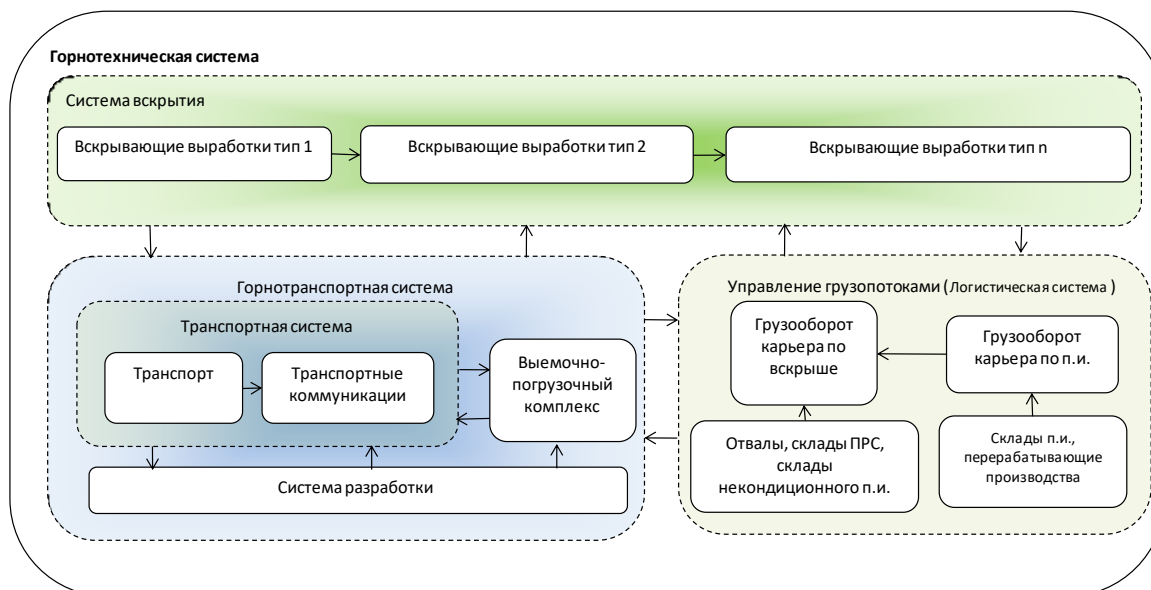 Горнотехническая система
Система вскрытия
Вскрывающие выработки тип 1
Вскрывающие выработки тип 2
Вскрывающие выработки тип n
Горнотранспортная система
Транспортная система
Транспорт
Транспортные
коммуникации
Выемочно-
погрузочный
комплекс
Система разработки
Управление грузопотоками (Логистическая система )
Грузооборот
карьера по
вскрыше
Грузооборот
карьера по п.и.
Отвалы, склады ПРС,
склады
некондиционного п.и.
Склады п.и.,
перерабатывающие
производства